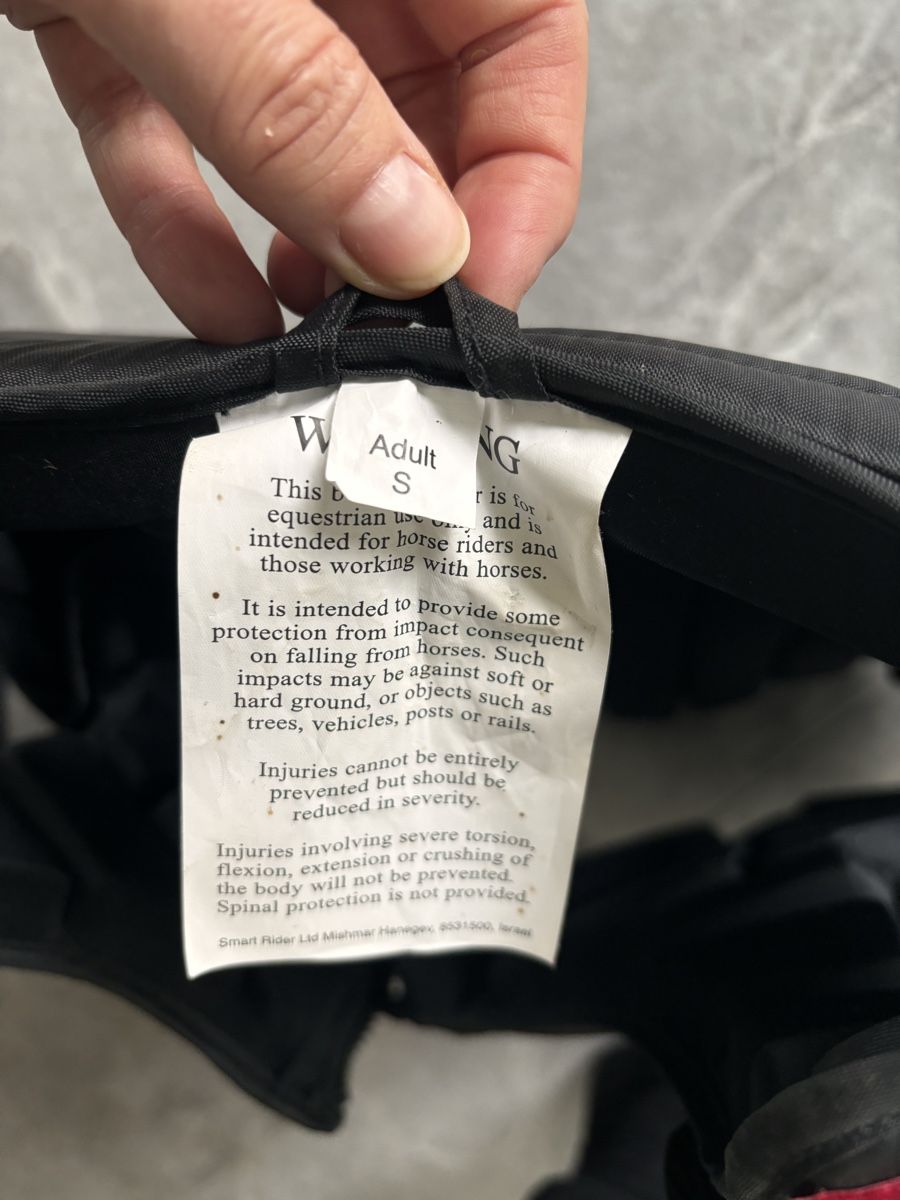 Adult
S
This r is for
equestrian use only and is
intended for horse riders and
those working with horses.
It is intended to provide some
protection from impact consequent
on falling from horses. Such
impacts may be against soft or
hard ground, or objects such as
trees, vehicles, posts or rails.
Injuries cannot be entirely
prevented but should be
reduced in severity.
Injuries involving severe torsion,
flexion, extension or crushing of
the body will not be prevented.
Spinal protection is not provided.
Smart Rider Ltd Mishmar Hanegev, 8531500, Israel